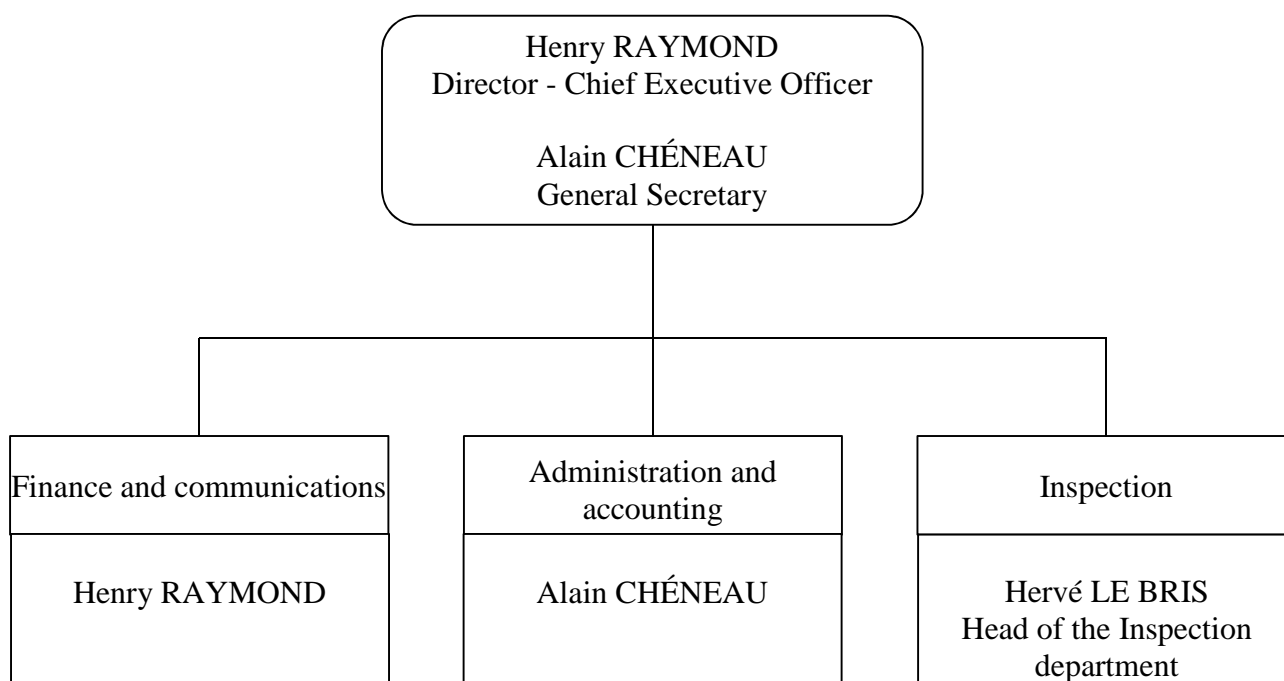 Henry RAYMOND
Director - Chief Executive Officer
Alain CHÉNEAU
General Secretary
Finance and communications
Henry RAYMOND
Administration and
accounting
Alain CHÉNEAU
Inspection
Hervé LE BRIS
Head of the Inspection
department